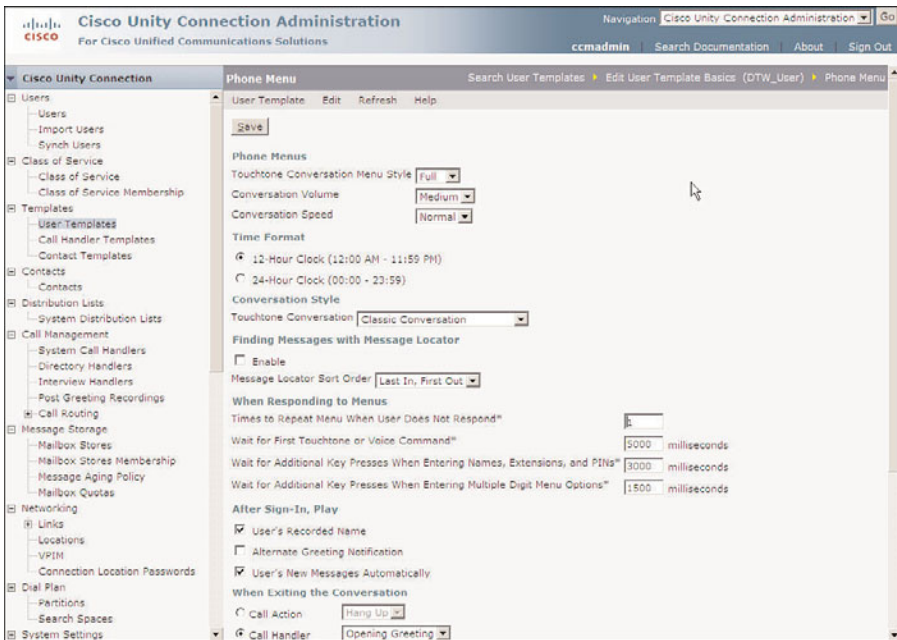 cisco
Cisco Unity Connection Administration
For Cisco Unified Communications Solutions
Navigation Cisco Unity Connection Administration Go
ccmadmin Search Documentation About Sign Out
Cisco Unity Connection
Users
Users
Import Users
Synch Users
Class of Service
Class of Service
Class of Service Membership
Templates
User Templates
Call Handler Templates
Contact Templates
Contacts
Contacts
Distribution Lists
System Distribution Lists
Call Management
System Call Handlers
Directory Handlers
Interview Handlers
Post Greeting Recordings
Call Routing
Message Storage
Mailbox Stores
Mailbox Stores Membership
Message Aging Policy
Mailbox Quotas
Networking
Links
Locations
VPIM
Connection Location Passwords
Dial Plan
Partitions
Search Spaces
System Settings
Phone Menu
Search User Templates Edit User Template Basics (DTW_User) Phone Menu
User Template Edit Refresh Help
Save
Phone Menus
Touchtone Conversation Menu Style Full
Conversation Volume Medium
Conversation Speed Normal
Time Format
12-Hour Clock (12:00 AM - 11:59 PM)
24-Hour Clock (00:00 - 23:59)
Conversation Style
Touchtone Conversation Classic Conversation
Finding Messages with Message Locator
Enable
Message Locator Sort Order Last In, First Out
When Responding to Menus
Times to Repeat Menu When User Does Not Respond* 1
Wait for First Touchtone or Voice Command* 5000 milliseconds
Wait for Additional Key Presses When Entering Names, Extensions, and PINs* 3000 milliseconds
Wait for Additional Key Presses When Entering Multiple Digit Menu Options* 1500 milliseconds
After Sign-In, Play
User's Recorded Name
Alternate Greeting Notification
User's New Messages Automatically
When Exiting the Conversation
Call Action Hang Up
Call Handler Opening Greeting